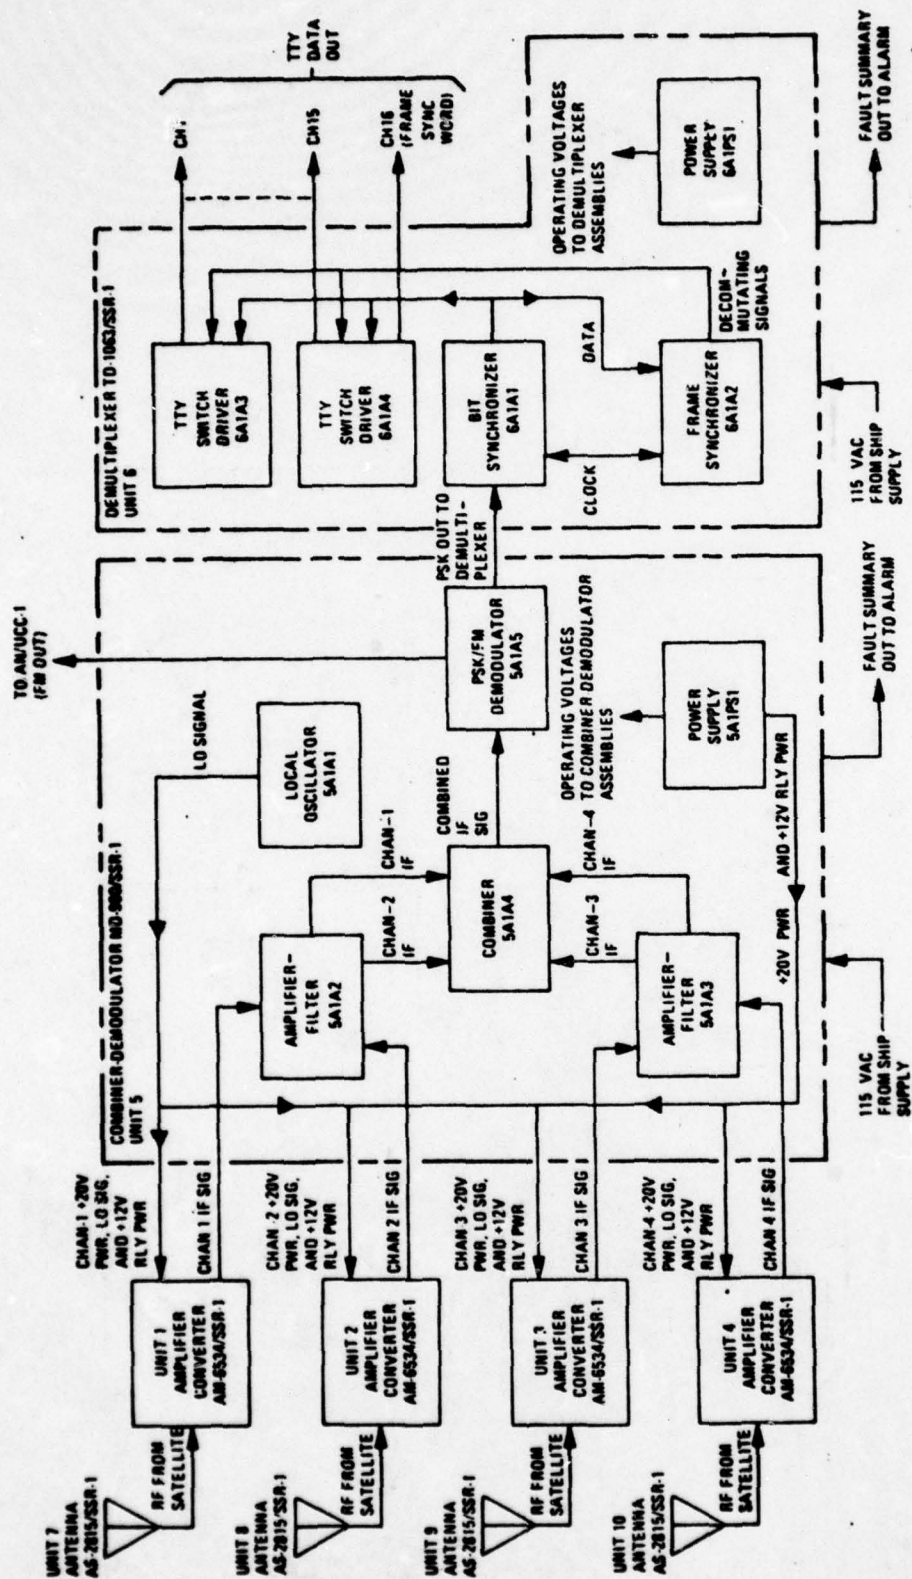 UNIT 7
ANTENNA
AS-2815/SSR-1
RF FROM
SATELLITE
UNIT 1
AMPLIFIER
CONVERTER
AM-6534/SSR-1
CHAN-1 +20V
PWR, LO SIG,
AND +12V
RLY PWR
CHAN 1 IF SIG
UNIT 8
ANTENNA
AS-2815/SSR-1
RF FROM
SATELLITE
UNIT 2
AMPLIFIER
CONVERTER
AM-6534/SSR-1
CHAN-2 +20V
PWR, LO SIG,
AND +12V
RLY PWR
CHAN 2 IF SIG
UNIT 9
ANTENNA
AS-2815/SSR-1
RF FROM
SATELLITE
UNIT 3
AMPLIFIER
CONVERTER
AM-6534/SSR-1
CHAN-3 +20V
PWR, LO SIG,
AND +12V
RLY PWR
CHAN 3 IF SIG
UNIT 10
ANTENNA
AS-2815/SSR-1
RF FROM
SATELLITE
UNIT 4
AMPLIFIER
CONVERTER
AM-6534/SSR-1
CHAN-4 +20V
PWR, LO SIG,
AND +12V
RLY PWR
CHAN 4 IF SIG
COMBINER-DEMODULATOR MD-900/SSR-1
UNIT 5
LO SIGNAL
LOCAL
OSCILLATOR
5A1A1
AMPLIFIER-
FILTER
5A1A2
CHAN-1
IF
CHAN-2
IF
COMBINER
5A1A4
CHAN-3
IF
CHAN-4
IF
AMPLIFIER-
FILTER
5A1A3
COMBINED
IF
SIG
PSK/FM
DEMODULATOR
5A1A5
TO AN/UCC-1
(FM OUT)
OPERATING VOLTAGES
TO COMBINER DEMODULATOR
ASSEMBLIES
POWER
SUPPLY
5A1PS1
+20V PWR AND +12V RLY PWR
115 VAC
FROM SHIP
SUPPLY
FAULT SUMMARY
OUT TO ALARM
PSK OUT TO
DEMULTI-
PLEXER
DEMULTIPLEXER TD-1063/SSR-1
UNIT 6
TTY
SWITCH
DRIVER
6A1A3
TTY
SWITCH
DRIVER
6A1A4
BIT
SYNCHRONIZER
6A1A1
CLOCK
DATA
FRAME
SYNCHRONIZER
6A1A2
DECOM-
MUTATING
SIGNALS
CH15
CH16
(FRAME
SYNC
WORD)
TTY
DATA
OUT
OPERATING VOLTAGES
TO DEMULTIPLEXER
ASSEMBLIES
POWER
SUPPLY
6A1PS1
115 VAC
FROM SHIP
SUPPLY
FAULT SUMMARY
OUT TO ALARM